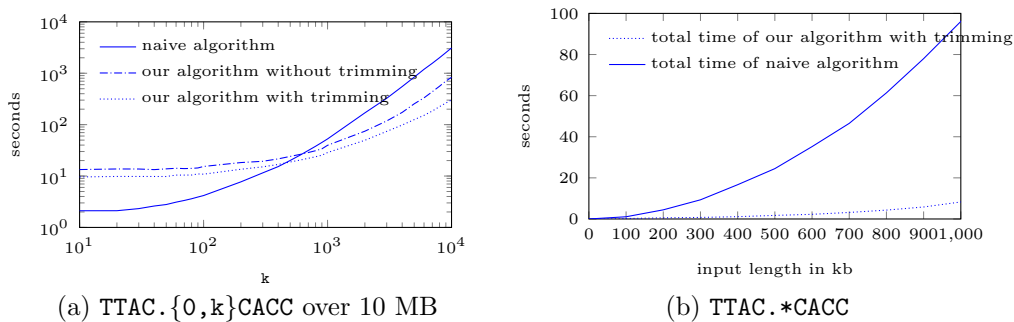 10^4
10^3
10^2
10^1
10^0
seconds
naive algorithm
our algorithm without trimming
our algorithm with trimming
10^1 10^2 10^3 10^4
k
(a) TTAC.{0,k}CACC over 10 MB
100
80
60
40
20
0
seconds
total time of our algorithm with trimming
total time of naive algorithm
0 100 200 300 400 500 600 700 800 900 1,000
input length in kb
(b) TTAC.*CACC